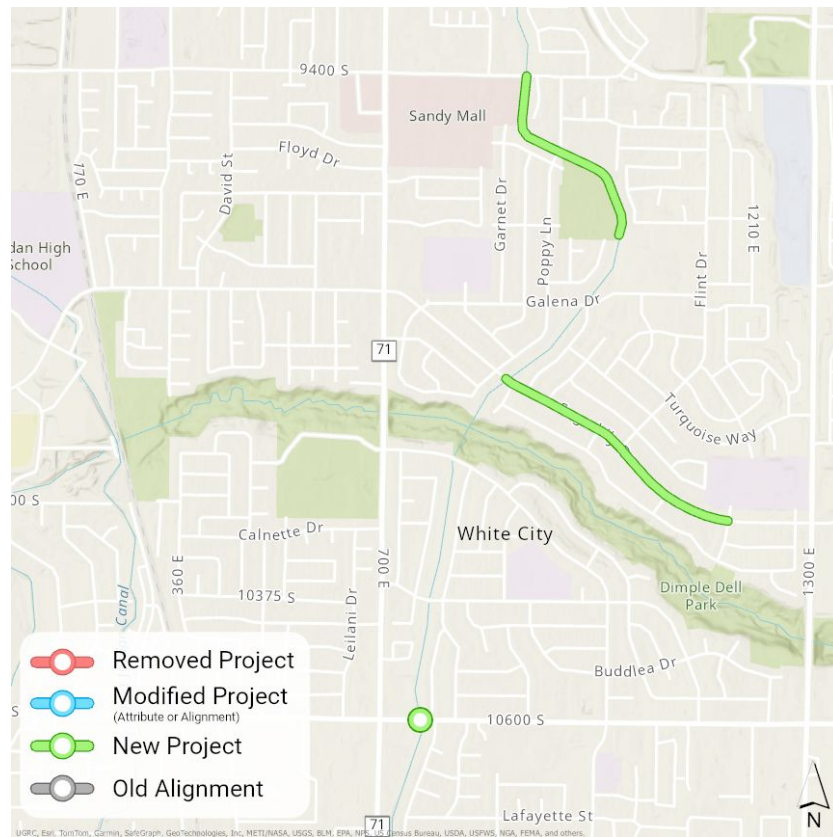 9400 S
Sandy Mall
Floyd Dr
770 E
David St
Garnet Dr
Poppy Ln
1210 E
dan High
School
Flint Dr
Galena Dr
71
Turquoise Way
00 S
White City
Calnette Dr
700 E
360 E
1300 E
Dimple Dell
Park
10375 S
Canal
Leilani Dr
Buddlea Dr
Removed Project
Modified Project
(Attribute or Alignment)
New Project
Old Alignment
S
10600 S
Lafayette St
71
N
UGRC, Esri, TomTom, Garmin, SafeGraph, GeoTechnologies, Inc, METI/NASA, USGS, BLM, EPA, NPS, US Census Bureau, USDA, USFWS, NGA, FEMA, and others.